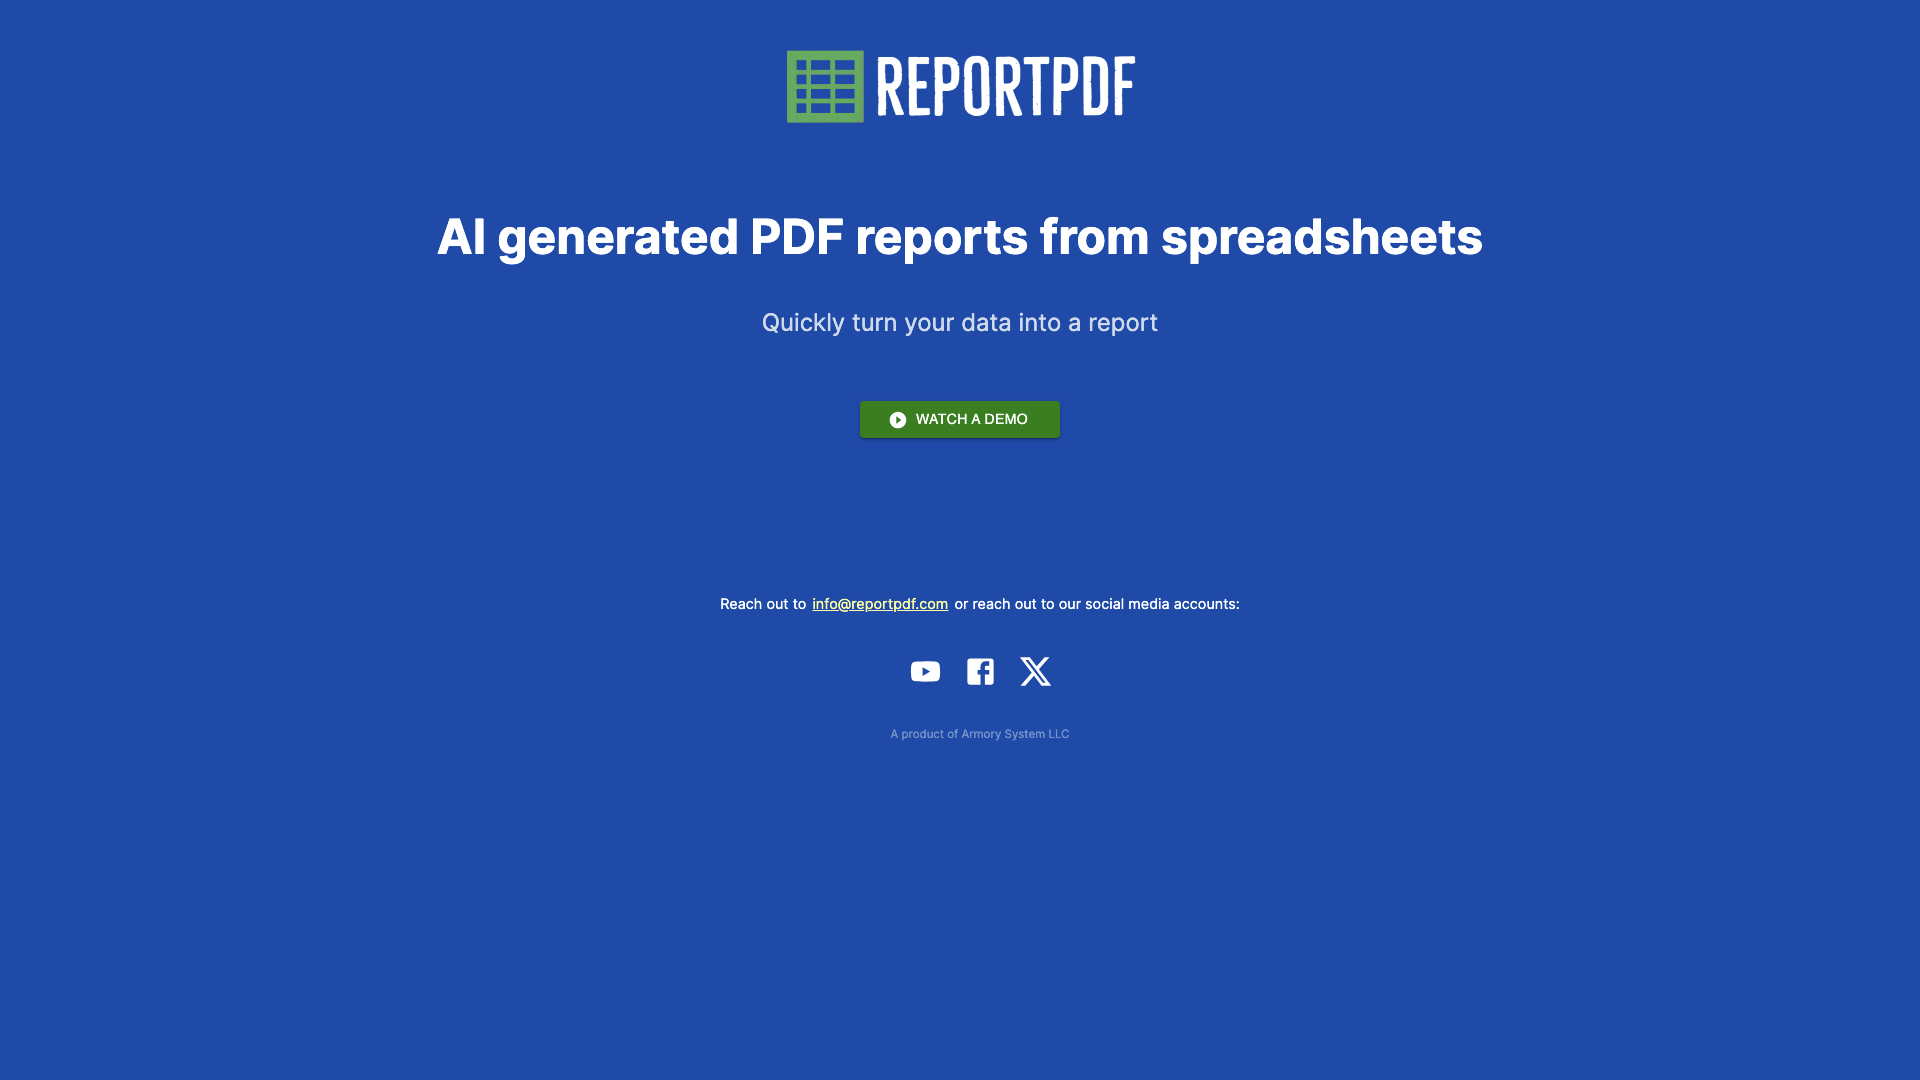 REPORTPDF
AI generated PDF reports from spreadsheets
Quickly turn your data into a report
WATCH A DEMO
Reach out to info@reportpdf.com or reach out to our social media accounts:
A product of Armory System LLC